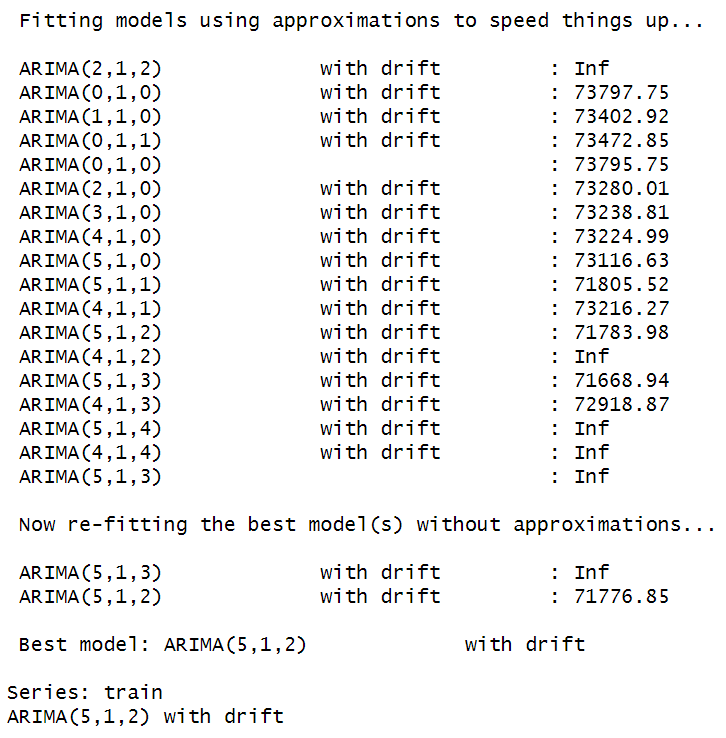 Fitting models using approximations to speed things up...
ARIMA(2,1,2) with drift : Inf
ARIMA(0,1,0) with drift : 73797.75
ARIMA(1,1,0) with drift : 73402.92
ARIMA(0,1,1) with drift : 73472.85
ARIMA(0,1,0) : 73795.75
ARIMA(2,1,0) with drift : 73280.01
ARIMA(3,1,0) with drift : 73238.81
ARIMA(4,1,0) with drift : 73224.99
ARIMA(5,1,0) with drift : 73116.63
ARIMA(5,1,1) with drift : 71805.52
ARIMA(4,1,1) with drift : 73216.27
ARIMA(5,1,2) with drift : 71783.98
ARIMA(4,1,2) with drift : Inf
ARIMA(5,1,3) with drift : 71668.94
ARIMA(4,1,3) with drift : 72918.87
ARIMA(5,1,4) with drift : Inf
ARIMA(4,1,4) with drift : Inf
ARIMA(5,1,3) : Inf
Now re-fitting the best model(s) without approximations...
ARIMA(5,1,3) with drift : Inf
ARIMA(5,1,2) with drift : 71776.85
Best model: ARIMA(5,1,2) with drift
Series: train
ARIMA(5,1,2) with drift